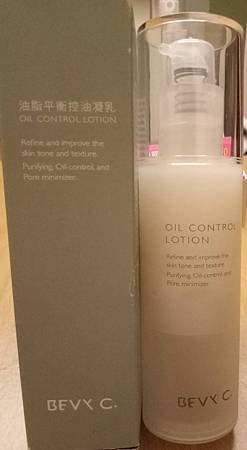 油脂平衡控油凝乳
OIL CONTROL LOTION
Refine and improve the
skin tone and texture.
Purifying, Oil-control, and
Pore minimizer.
BEVY C.
OIL CONTROL
LOTION
Refine and improve the
skin tone and texture.
Purifying, Oil-control, and
Pore minimizer.
BEVY C.